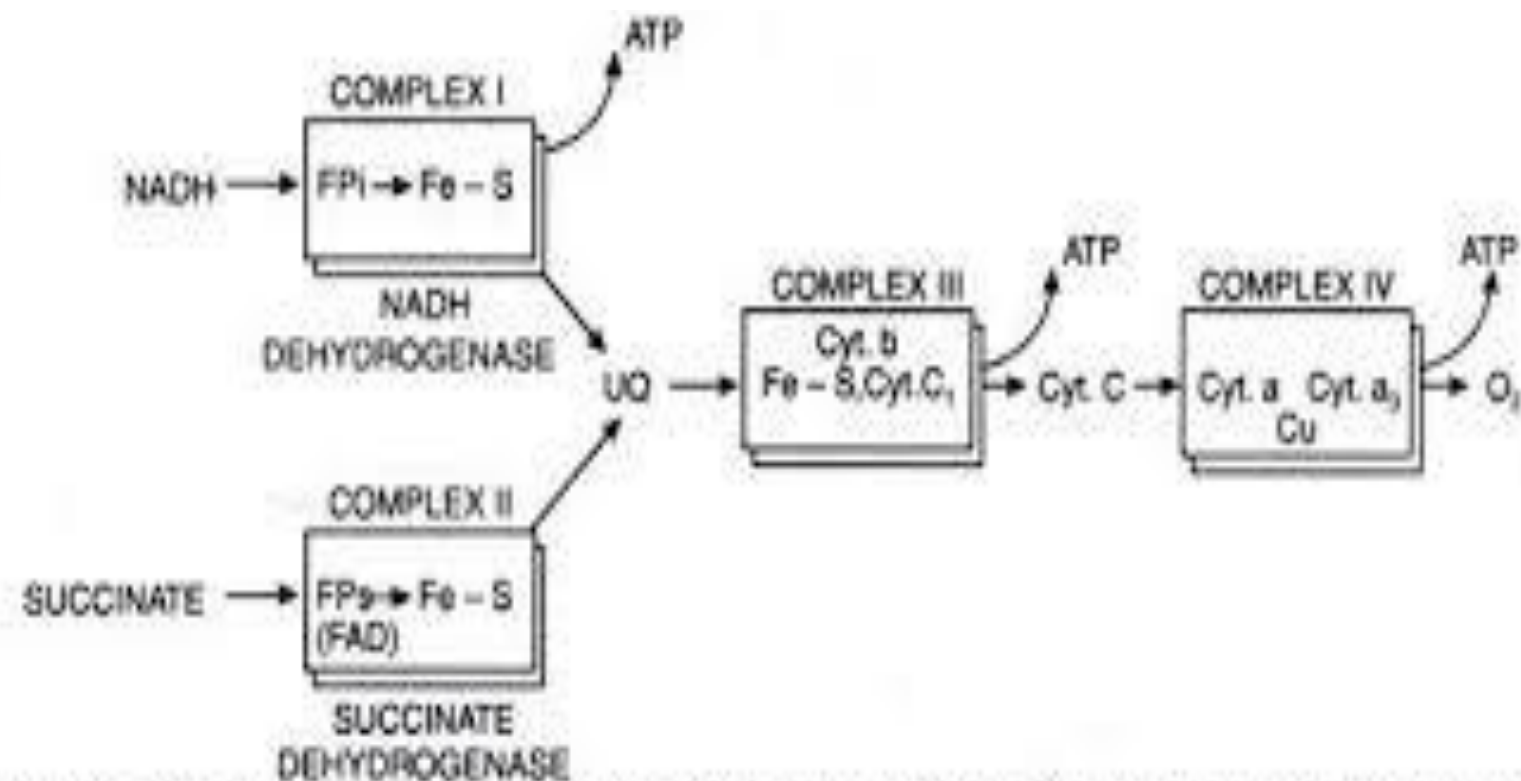 ATP
COMPLEX I
NADH
FPi → Fe – S
NADH
DEHYDROGENASE
ATP
ATP
COMPLEX III
COMPLEX IV
Cyt. b
UQ
Fe – S,Cyt.C₁
Cyt. C
Cyt. a Cyt. a₃
O₂
Cu
COMPLEX II
SUCCINATE
FPs → Fe – S
(FAD)
SUCCINATE
DEHYDROGENASE